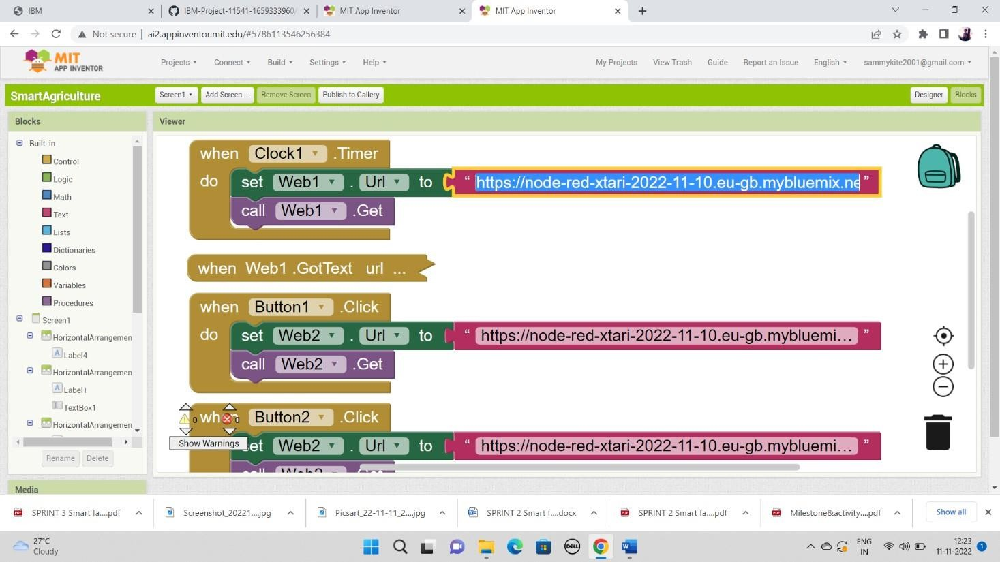 IBM
IBM-Project-11541-1659333960/
MIT App Inventor
MIT App Inventor
Not secure
ai2.appinventor.mit.edu/#5786113546256384
MIT
APP INVENTOR
Projects
Connect
Build
Settings
Help
My Projects
View Trash
Guide
Report an Issue
English
sammykite2001@gmail.com
SmartAgriculture
Screen1
Add Screen ...
Remove Screen
Publish to Gallery
Designer
Blocks
Blocks
Viewer
Built-in
Control
Logic
Math
Text
Lists
Dictionaries
Colors
Variables
Procedures
Screen1
HorizontalArrangemen
Label4
HorizontalArrangemen
Label1
TextBox1
HorizontalArrangemen
Rename
Delete
Media
when Clock1 .Timer
do set Web1 . Url to “ https://node-red-xtari-2022-11-10.eu-gb.mybluemix.ne ”
call Web1 .Get
when Web1 .GotText url ...
when Button1 .Click
do set Web2 . Url to “ https://node-red-xtari-2022-11-10.eu-gb.mybluemi... ”
call Web2 .Get
when Button2 .Click
0 0
Show Warnings
set Web2 . Url to “ https://node-red-xtari-2022-11-10.eu-gb.mybluemi... ”
call Web2 .Get
SPRINT 3 Smart fa....pdf
Screenshot_20221....jpg
Picsart_22-11-11_2....jpg
SPRINT 2 Smart f....docx
SPRINT 2 Smart fa....pdf
Milestone&activity....pdf
Show all
27°C
Cloudy
DELL
ENG
IN
12:23
11-11-2022
1